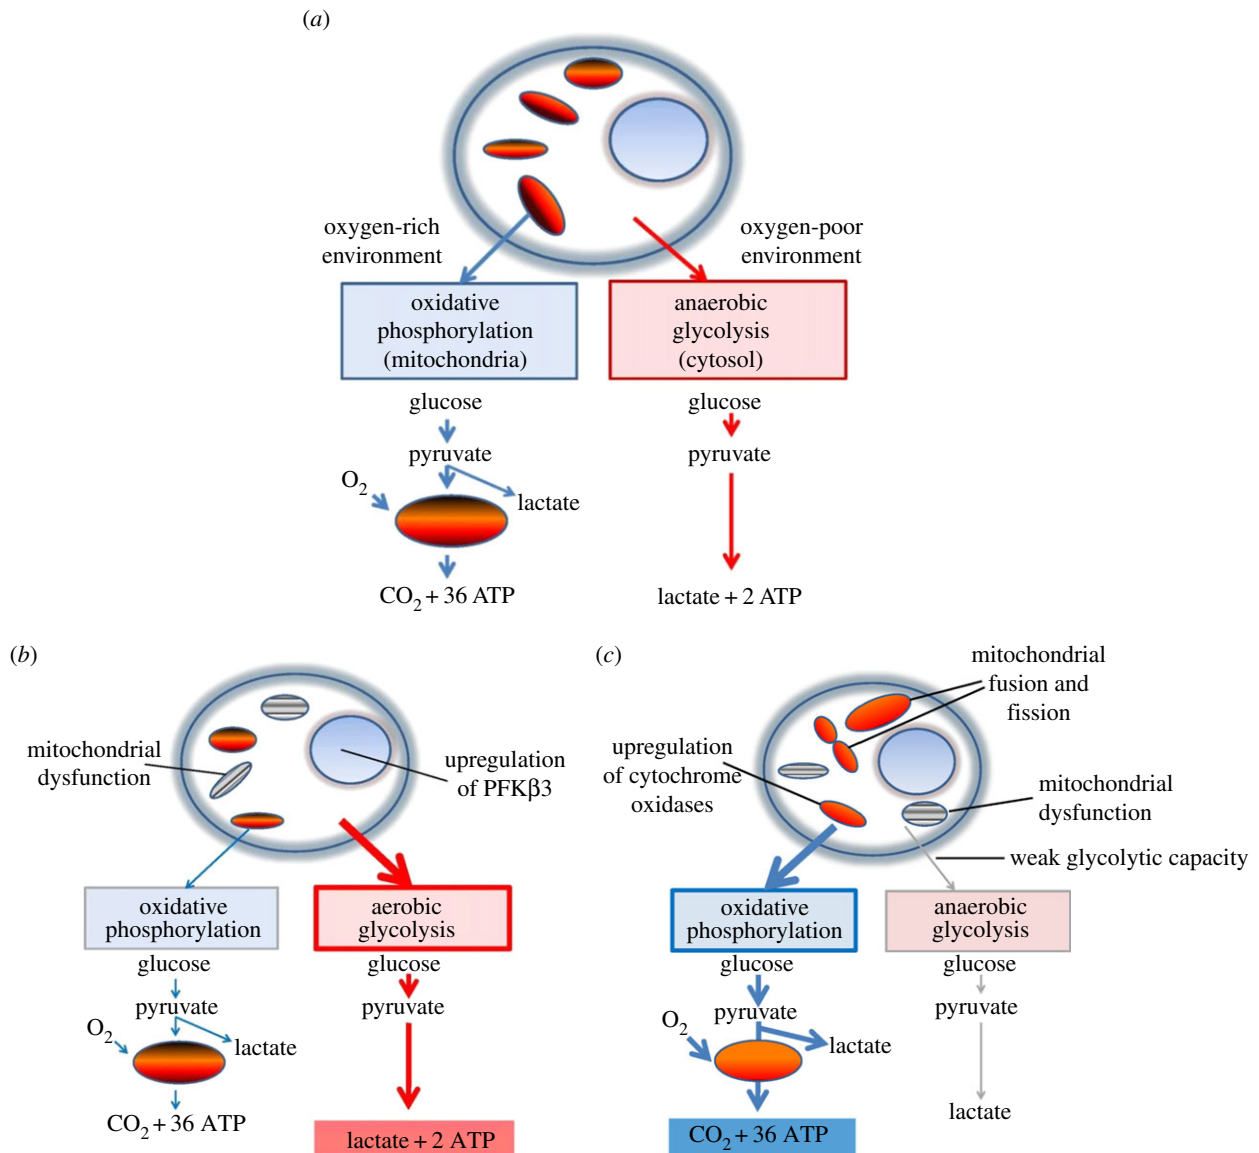 (a)
oxygen-rich
environment
oxygen-poor
environment
oxidative
phosphorylation
(mitochondria)
anaerobic
glycolysis
(cytosol)
glucose
pyruvate
O2
lactate
CO2 + 36 ATP
glucose
pyruvate
lactate + 2 ATP
(b)
mitochondrial
dysfunction
upregulation
of PFKβ3
oxidative
phosphorylation
aerobic
glycolysis
glucose
pyruvate
O2
lactate
CO2 + 36 ATP
glucose
pyruvate
lactate + 2 ATP
(c)
mitochondrial
fusion and
fission
upregulation
of cytochrome
oxidases
mitochondrial
dysfunction
weak glycolytic capacity
oxidative
phosphorylation
anaerobic
glycolysis
glucose
pyruvate
O2
lactate
CO2 + 36 ATP
glucose
pyruvate
lactate